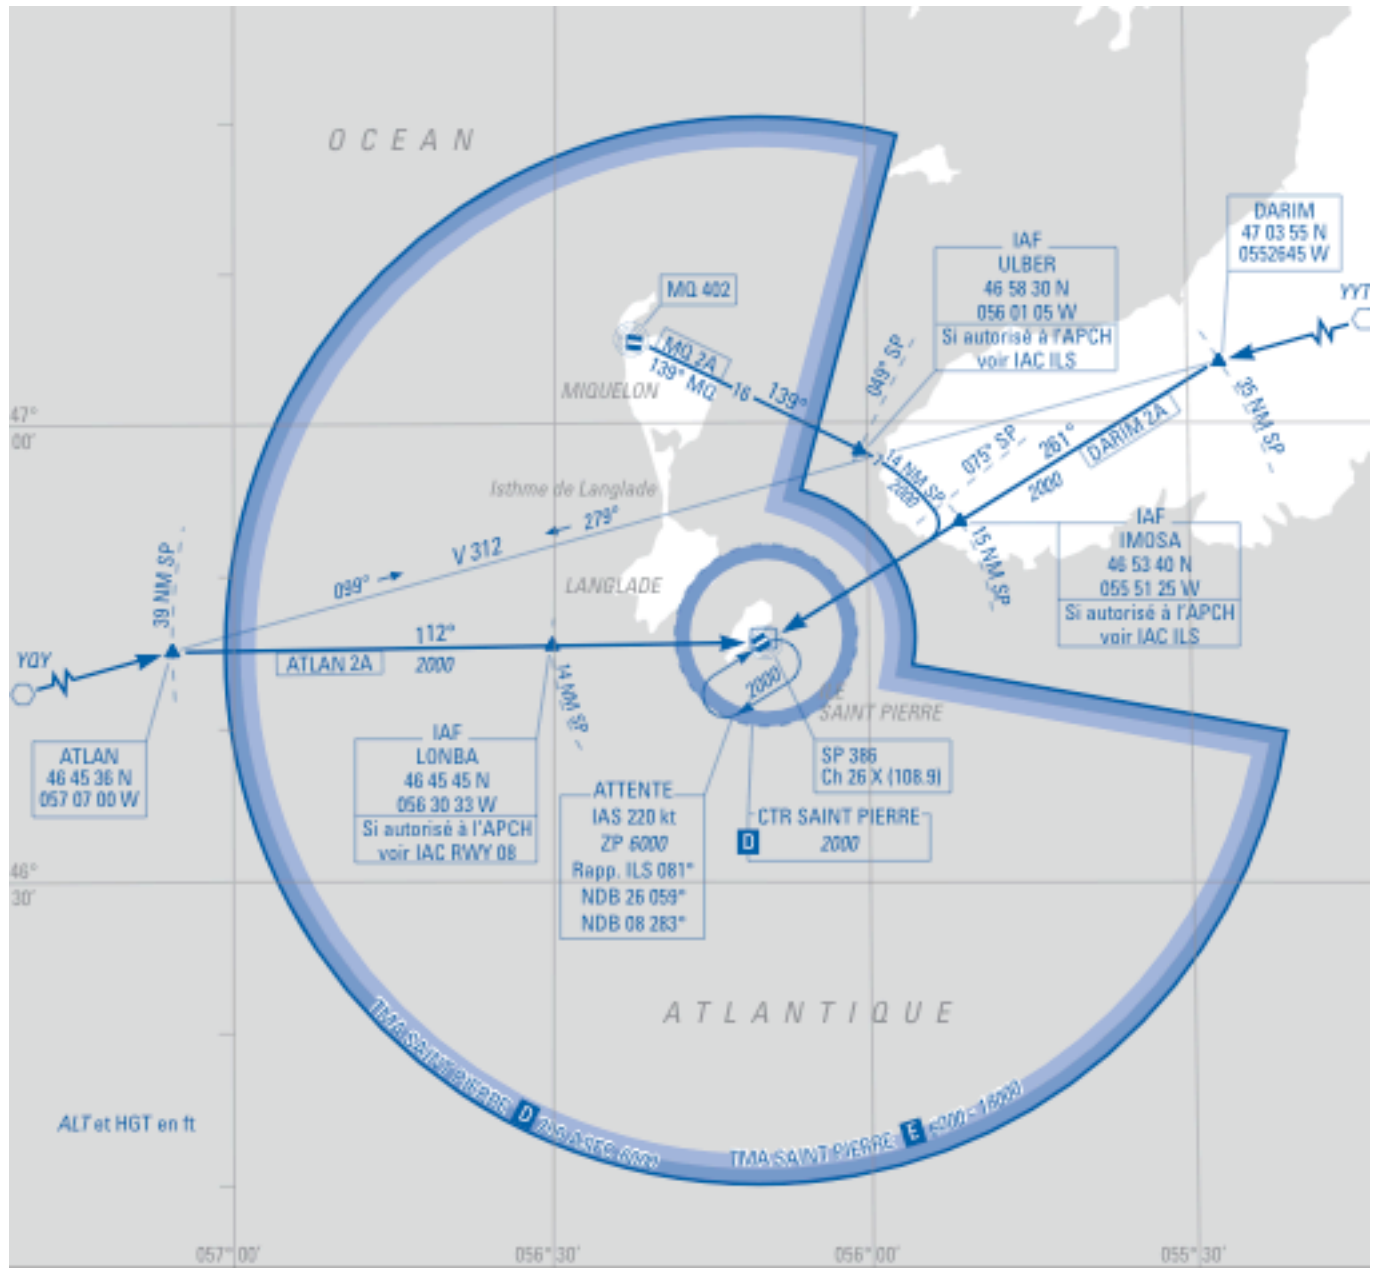 OCEAN
DARIM
47 03 55 N
0552645 W
YYT
IAF
ULBER
46 58 30 N
056 01 05 W
Si autorisé à l'APCH
voir IAC ILS
MQ 402
MQ 2A
139° MQ
16
139°
049° SP
MIQUELON
35 NM SP
47°
00'
14 NM SP
2000
075° SP
261°
DARIM 2A
2000
Isthme de Langlade
279°
V 312
099°
15 NM SP
IAF
IMOSA
46 53 40 N
055 51 25 W
Si autorisé à l'APCH
voir IAC ILS
39 NM SP
LANGLADE
YQY
112°
ATLAN 2A
2000
14 NM SP
2000
SAINT PIERRE
ATLAN
46 45 36 N
057 07 00 W
IAF
LONBA
46 45 45 N
056 30 33 W
Si autorisé à l'APCH
voir IAC RWY 08
SP 386
Ch 26 X (108.9)
ATTENTE
IAS 220 kt
ZP 6000
Rapp. ILS 081°
NDB 26 059°
NDB 08 283°
CTR SAINT PIERRE
D
2000
46°
30'
ATLANTIQUE
TMA SAINT PIERRE D
TMA SAINT PIERRE E
ALT et HGT en ft
057° 00'
056° 30'
056° 00'
055° 30'